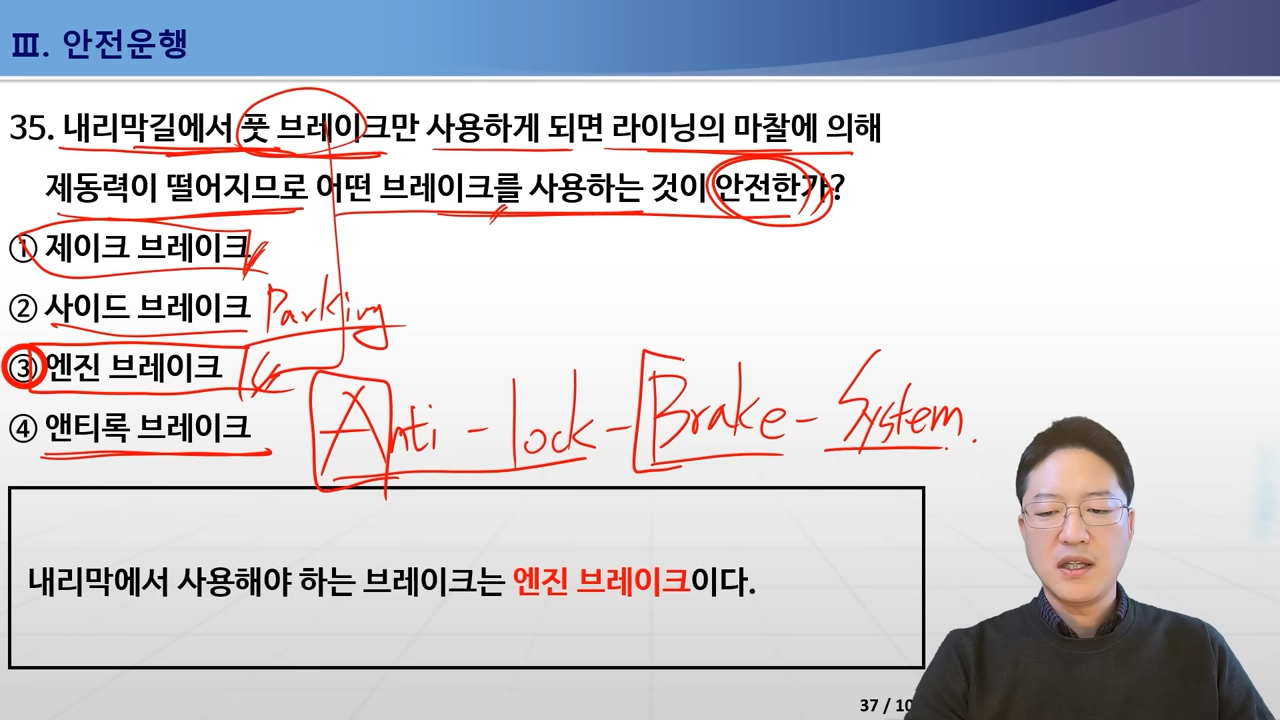 Ⅲ. 안전운행
35. 내리막길에서 풋 브레이크만 사용하게 되면 라이닝의 마찰에 의해
제동력이 떨어지므로 어떤 브레이크를 사용하는 것이 안전한가?
① 제이크 브레이크
② 사이드 브레이크 Parking
③ 엔진 브레이크
④ 앤티록 브레이크
Anti - lock - Brake - System.
내리막에서 사용해야 하는 브레이크는 엔진 브레이크이다.
37 / 10